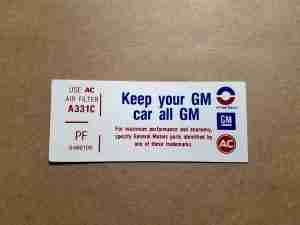 USE AC
AIR FILTER
A331C
PF
Keep your GM
car all GM
For maximum performance and economy,
specify General Motors parts identified by
any of these trademarks.
GM
AC